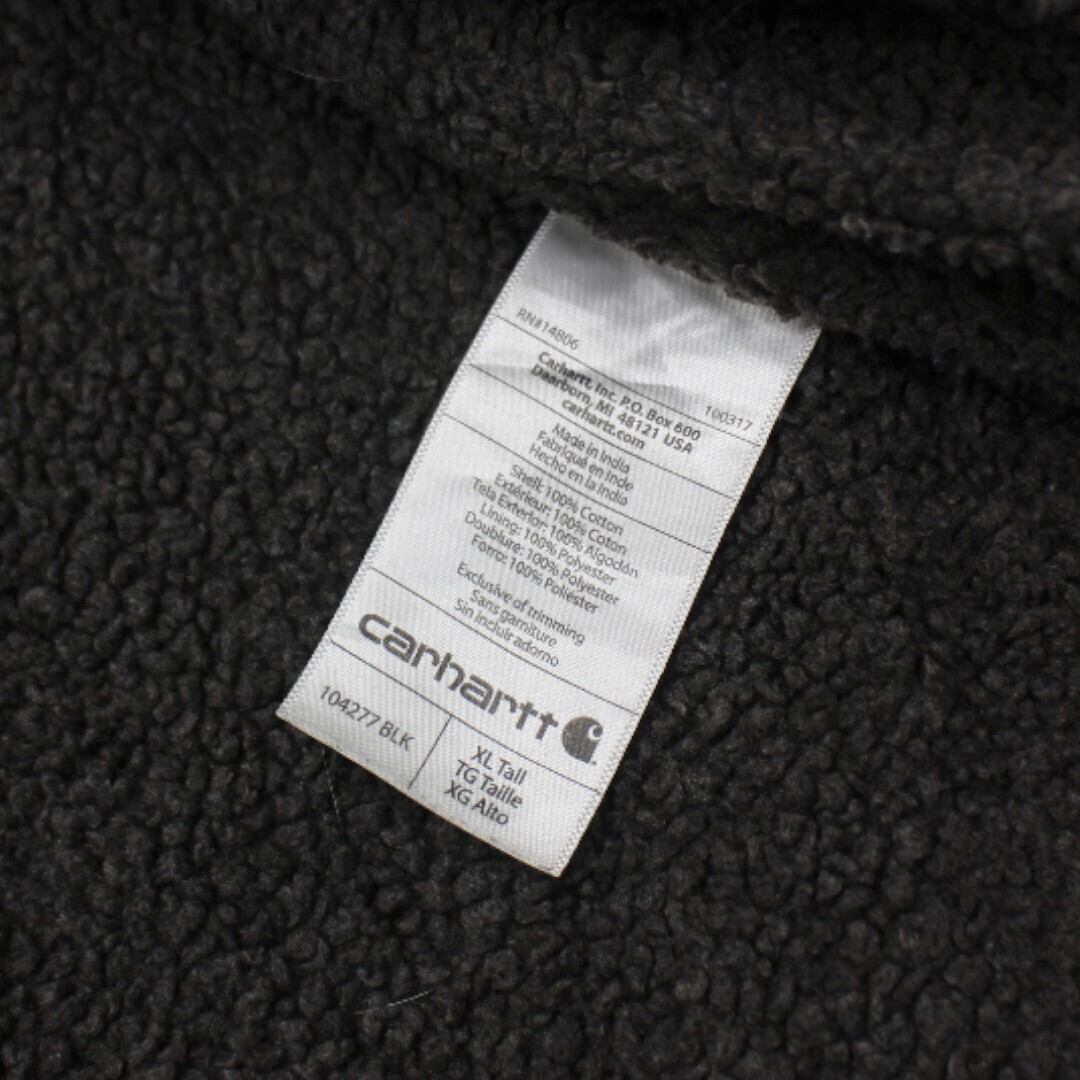 RN#14806
100317
Carhartt, Inc. P.O. Box 600
Dearborn, MI 48121 USA
carhartt.com
Made in India
Fabriqué en Inde
Hecho en la India
Shell: 100% Cotton
Extérieur: 100% Coton
Tela Exterior: 100% Algodón
Lining: 100% Polyester
Doublure: 100% Polyester
Forro: 100% Poliéster
Exclusive of trimming
Sans garniture
Sin incluir adorno
carhartt
104277 BLK
XL Tall
TG Taille
XG Alto